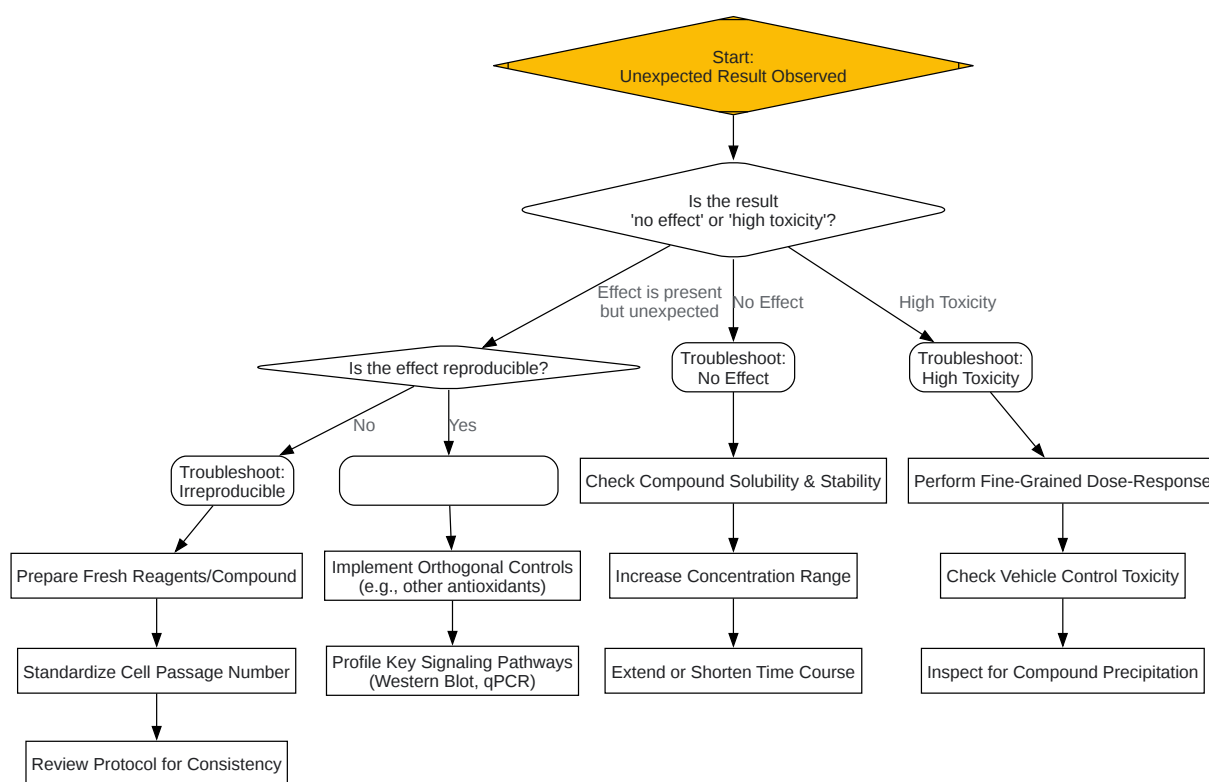 Start:
Unexpected Result Observed
Is the result
'no effect' or 'high toxicity'?
Effect is present
but unexpected
No Effect
High Toxicity
Is the effect reproducible?
Troubleshoot:
No Effect
Troubleshoot:
High Toxicity
No
Yes
Troubleshoot:
Irreproducible
Check Compound Solubility & Stability
Perform Fine-Grained Dose-Response
Prepare Fresh Reagents/Compound
Implement Orthogonal Controls
(e.g., other antioxidants)
Increase Concentration Range
Check Vehicle Control Toxicity
Standardize Cell Passage Number
Profile Key Signaling Pathways
(Western Blot, qPCR)
Extend or Shorten Time Course
Inspect for Compound Precipitation
Review Protocol for Consistency